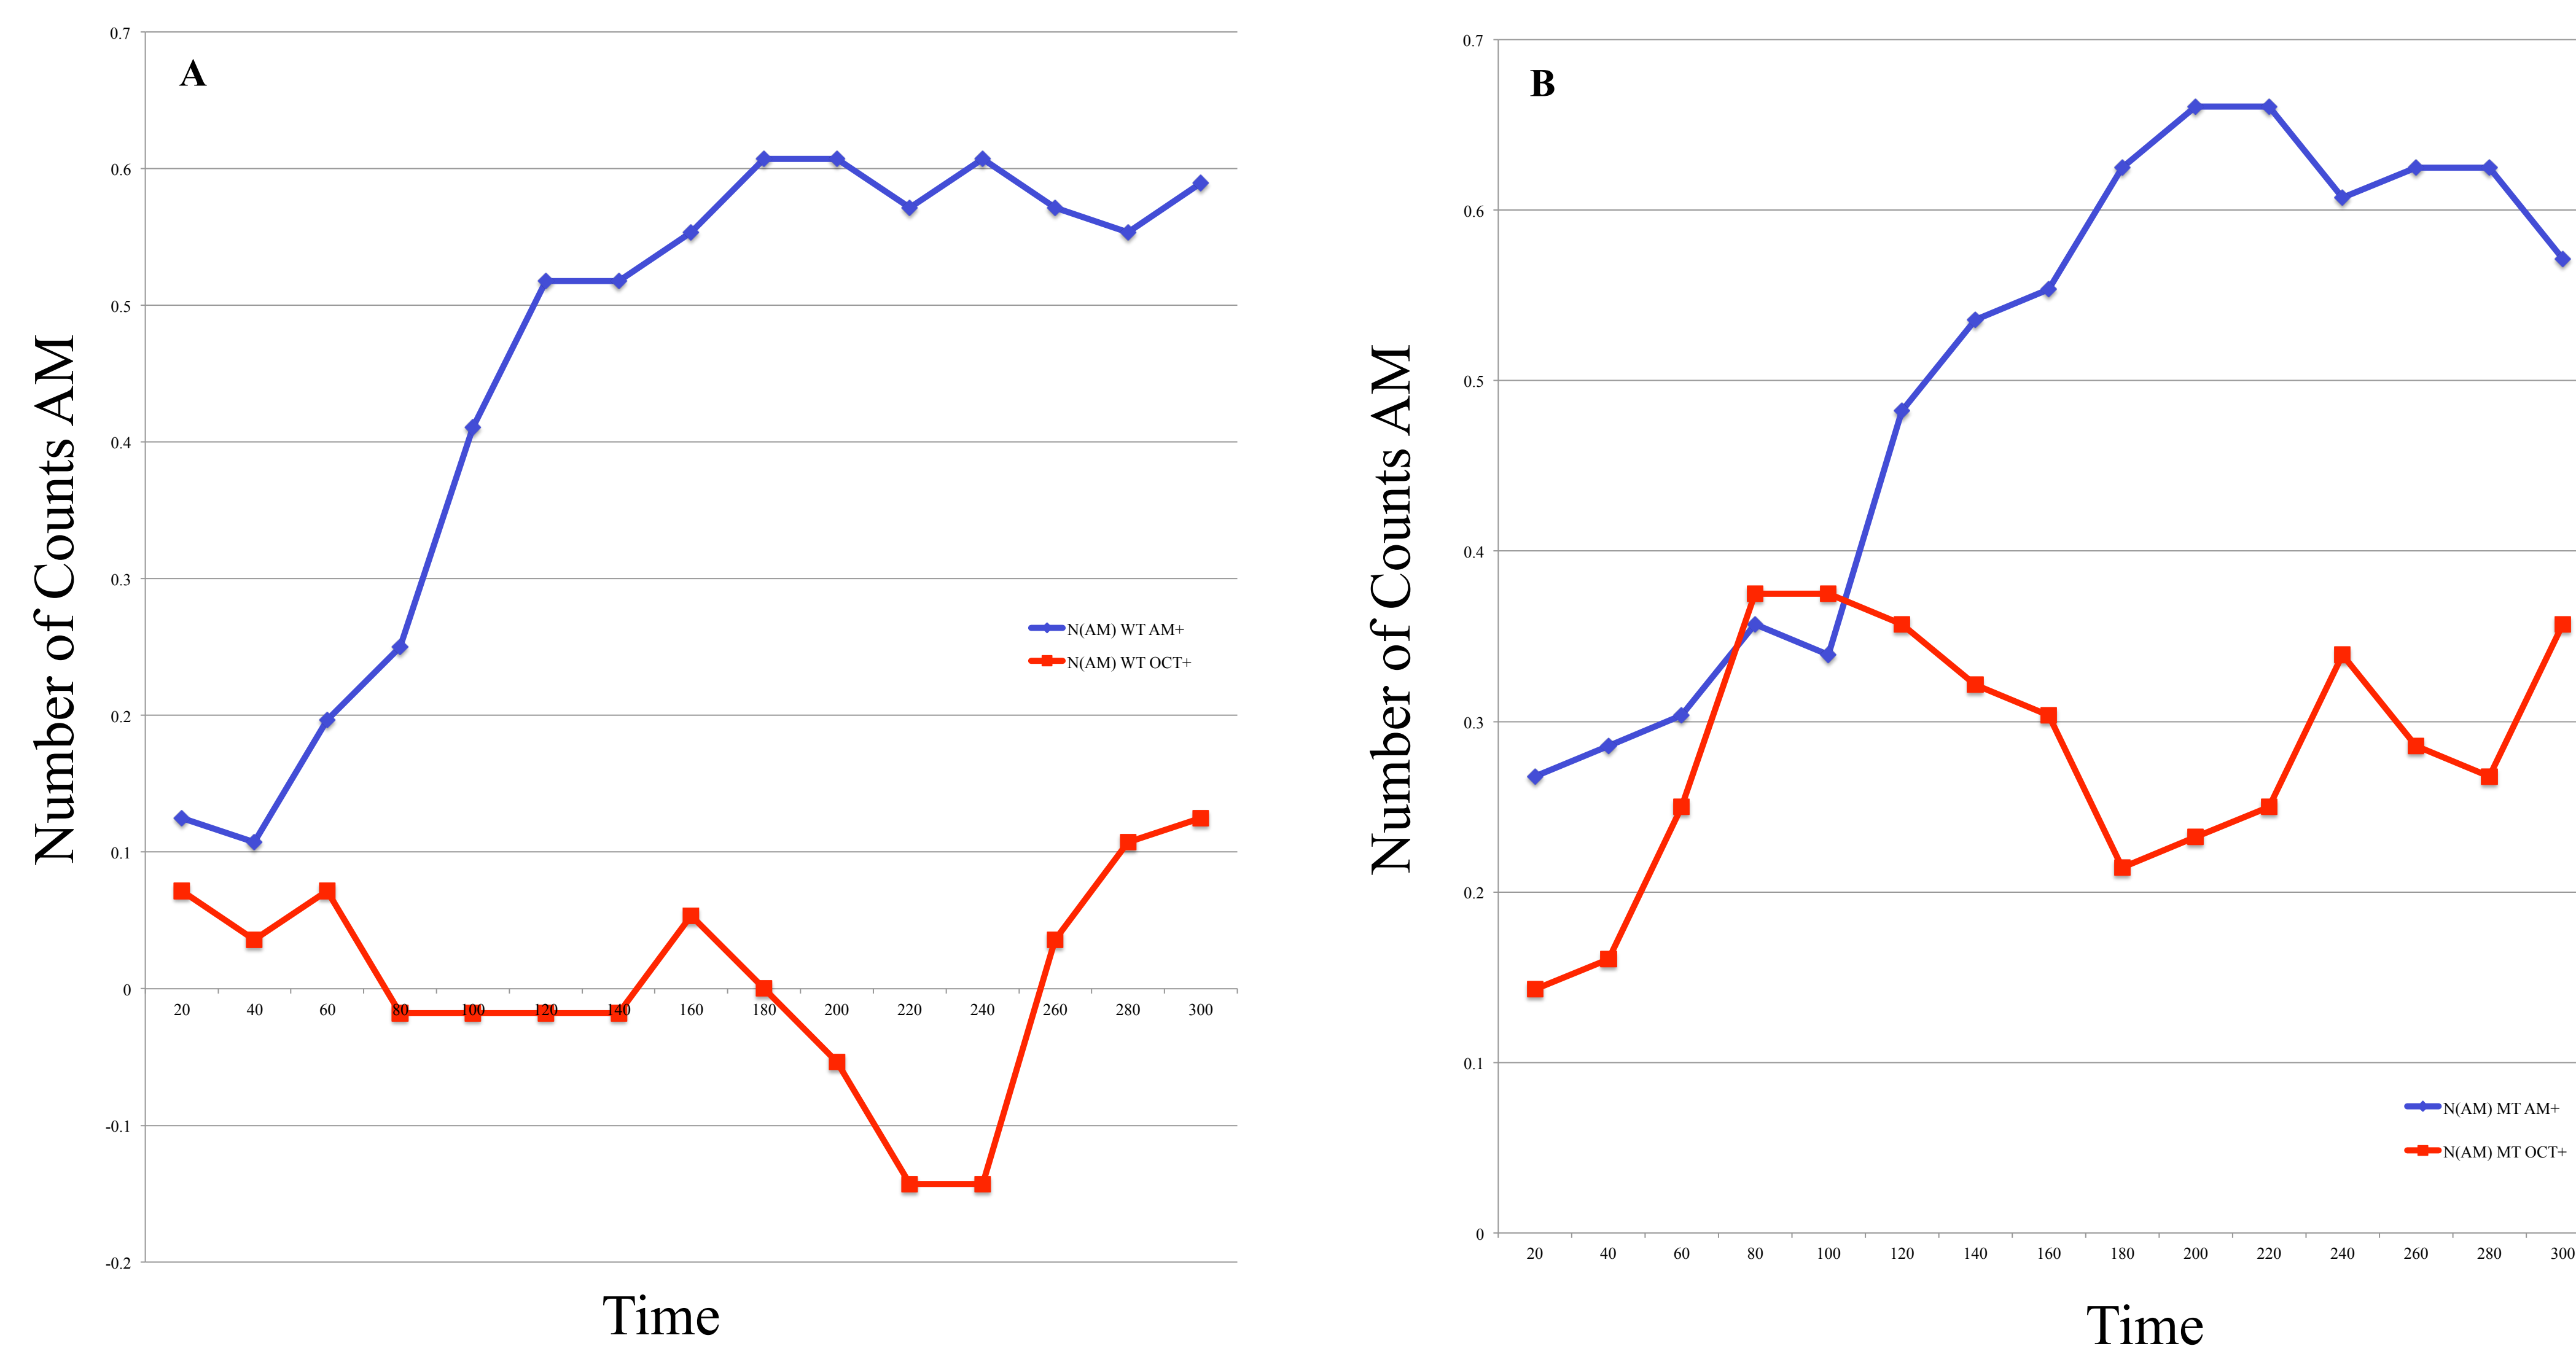 A
Number of Counts AM
0.7
0.6
0.5
0.4
0.3
0.2
0.1
0
-0.1
-0.2
20 40 60 80 100 120 140 160 180 200 220 240 260 280 300
N(AM) WT AM+
N(AM) WT OCT+
Time
B
Number of Counts AM
0.7
0.6
0.5
0.4
0.3
0.2
0.1
0
20 40 60 80 100 120 140 160 180 200 220 240 260 280 300
N(AM) MT AM+
N(AM) MT OCT+
Time